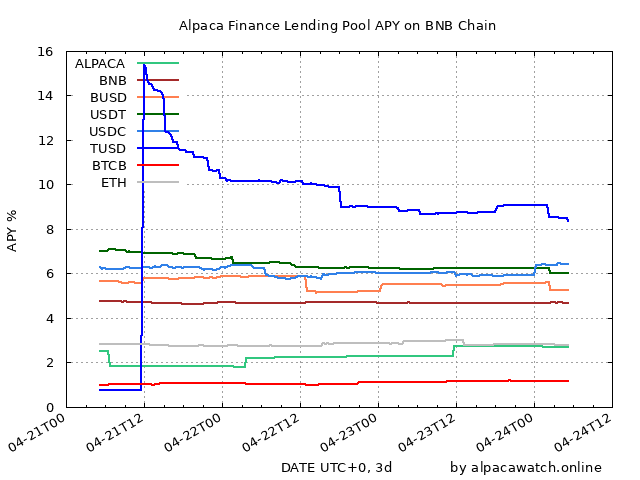 Alpaca Finance Lending Pool APY on BNB Chain
16
14
12
10
8
6
4
2
0
APY %
ALPACA
BNB
BUSD
USDT
USDC
TUSD
BTCB
ETH
04-21T00
04-21T12
04-22T00
04-22T12
04-23T00
04-23T12
04-24T00
04-24T12
DATE UTC+0, 3d
by alpacawatch.online